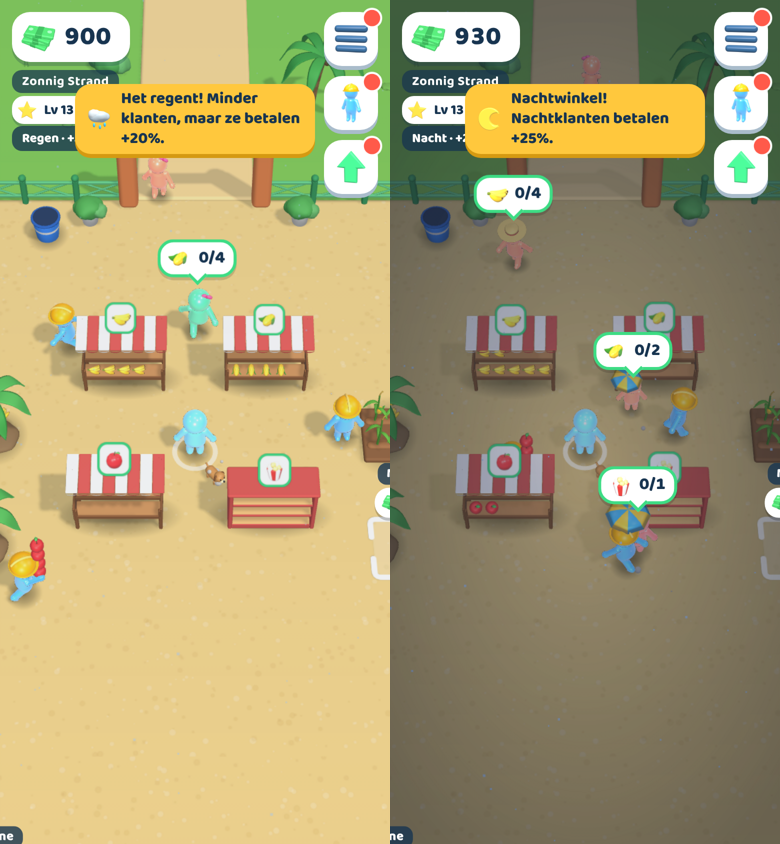 900
Zonnig Strand
Lv 13
Regen · +
Het regent! Minder
klanten, maar ze betalen
+20%.
0/4
ne
930
Zonnig Strand
Lv 13
Nacht · +2
Nachtwinkel!
Nachtklanten betalen
+25%.
0/4
0/2
0/1
ne